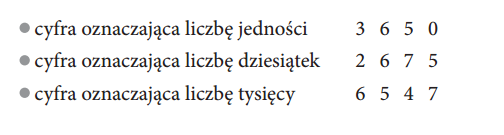 ● cyfra oznaczająca liczbę jedności 3 6 5 0
● cyfra oznaczająca liczbę dziesiątek 2 6 7 5
● cyfra oznaczająca liczbę tysięcy 6 5 4 7